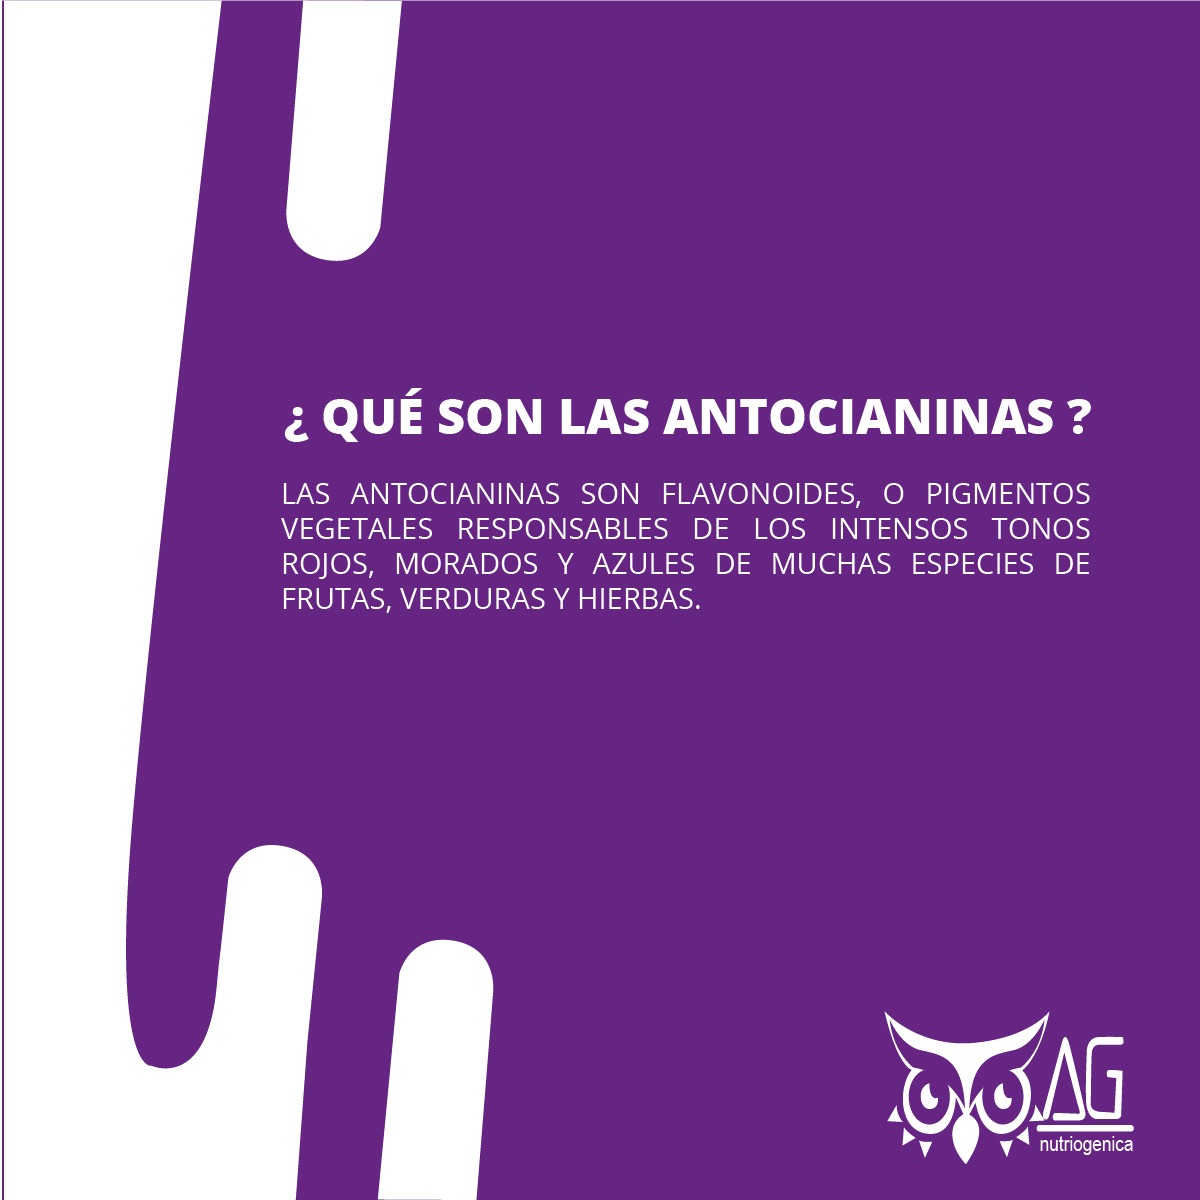 ¿ QUÉ SON LAS ANTOCIANINAS ?
LAS ANTOCIANINAS SON FLAVONOIDES, O PIGMENTOS
VEGETALES RESPONSABLES DE LOS INTENSOS TONOS
ROJOS, MORADOS Y AZULES DE MUCHAS ESPECIES DE
FRUTAS, VERDURAS Y HIERBAS.
AG
nutriogenica